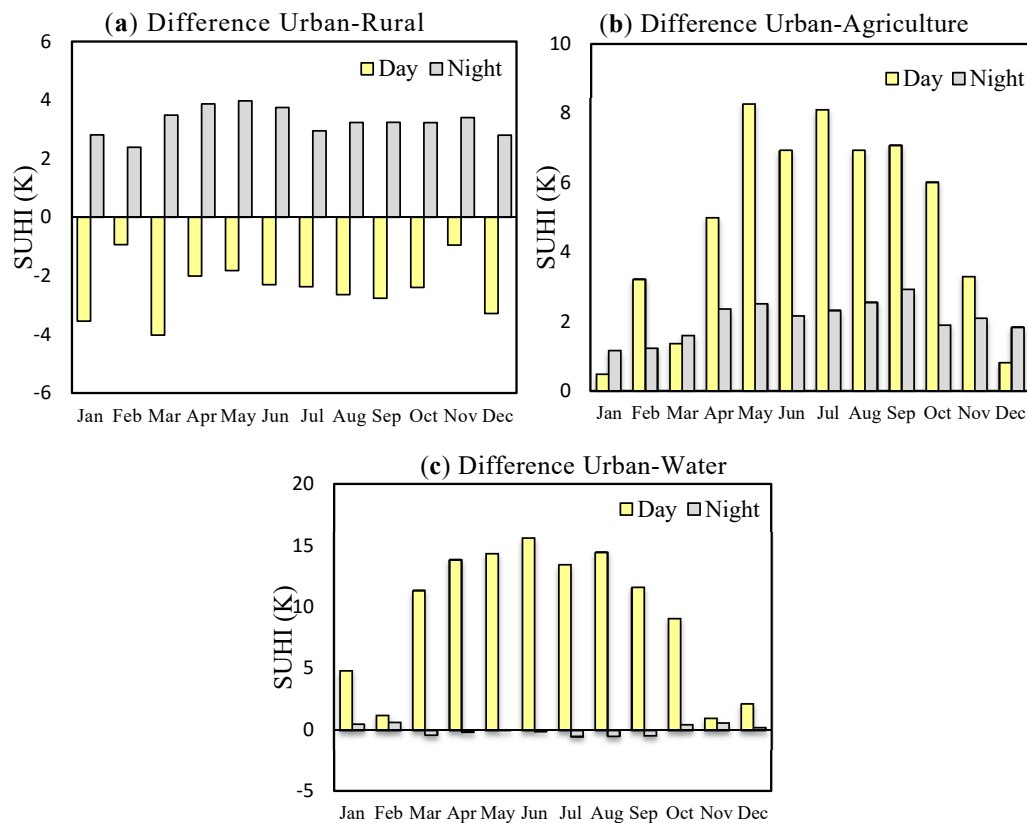 (a) Difference Urban-Rural
6
4
2
0
-2
-4
-6
SUHI (K)
Day Night
Jan Feb Mar Apr May Jun Jul Aug Sep Oct Nov Dec
(b) Difference Urban-Agriculture
10
8
6
4
2
0
SUHI (K)
Day Night
Jan Feb Mar Apr May Jun Jul Aug Sep Oct Nov Dec
(c) Difference Urban-Water
20
15
10
5
0
-5
SUHI (K)
Day Night
Jan Feb Mar Apr May Jun Jul Aug Sep Oct Nov Dec